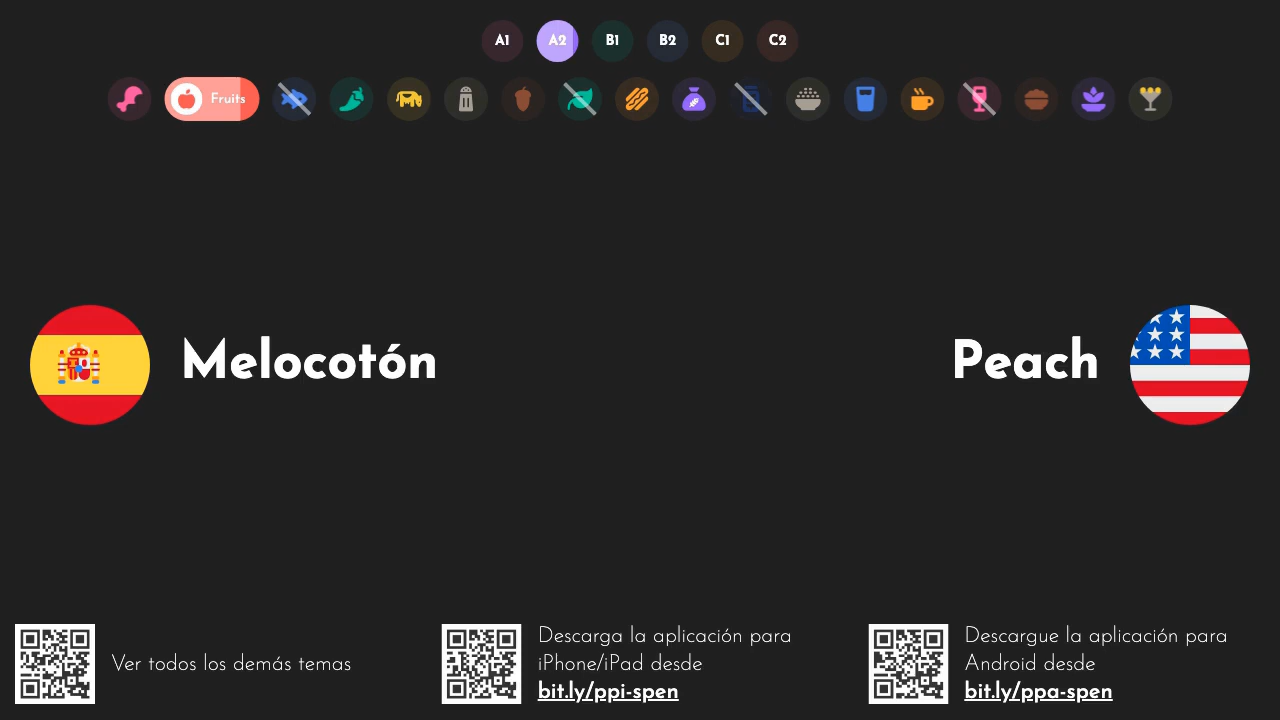 A1 A2 B1 B2 C1 C2
Fruits
Melocotón
Peach
Ver todos los demás temas
Descarga la aplicación para
iPhone/iPad desde
bit.ly/ppi-spen
Descargue la aplicación para
Android desde
bit.ly/ppa-spen